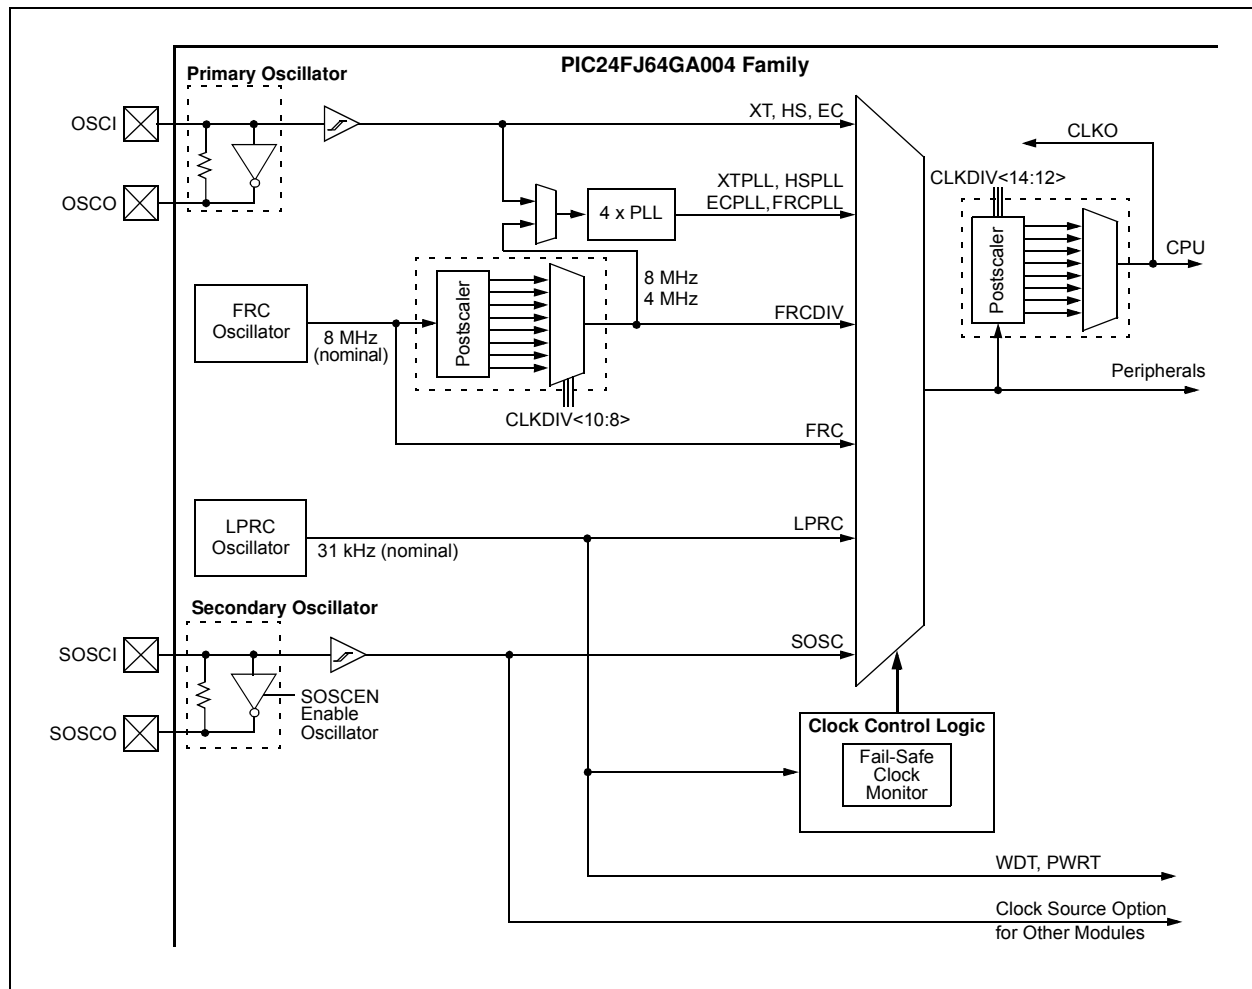 PIC24FJ64GA004 Family
Primary Oscillator
OSCI
OSCO
XT, HS, EC
XTPLL, HSPLL
ECPLL,FRCPLL
4 x PLL
CLKO
CLKDIV<14:12>
Postscaler
CPU
8 MHz
4 MHz
FRC
Oscillator
8 MHz
(nominal)
Postscaler
CLKDIV<10:8>
FRCDIV
Peripherals
FRC
LPRC
Oscillator
31 kHz (nominal)
LPRC
Secondary Oscillator
SOSCI
SOSCO
SOSCEN
Enable
Oscillator
SOSC
Clock Control Logic
Fail-Safe
Clock
Monitor
WDT, PWRT
Clock Source Option
for Other Modules